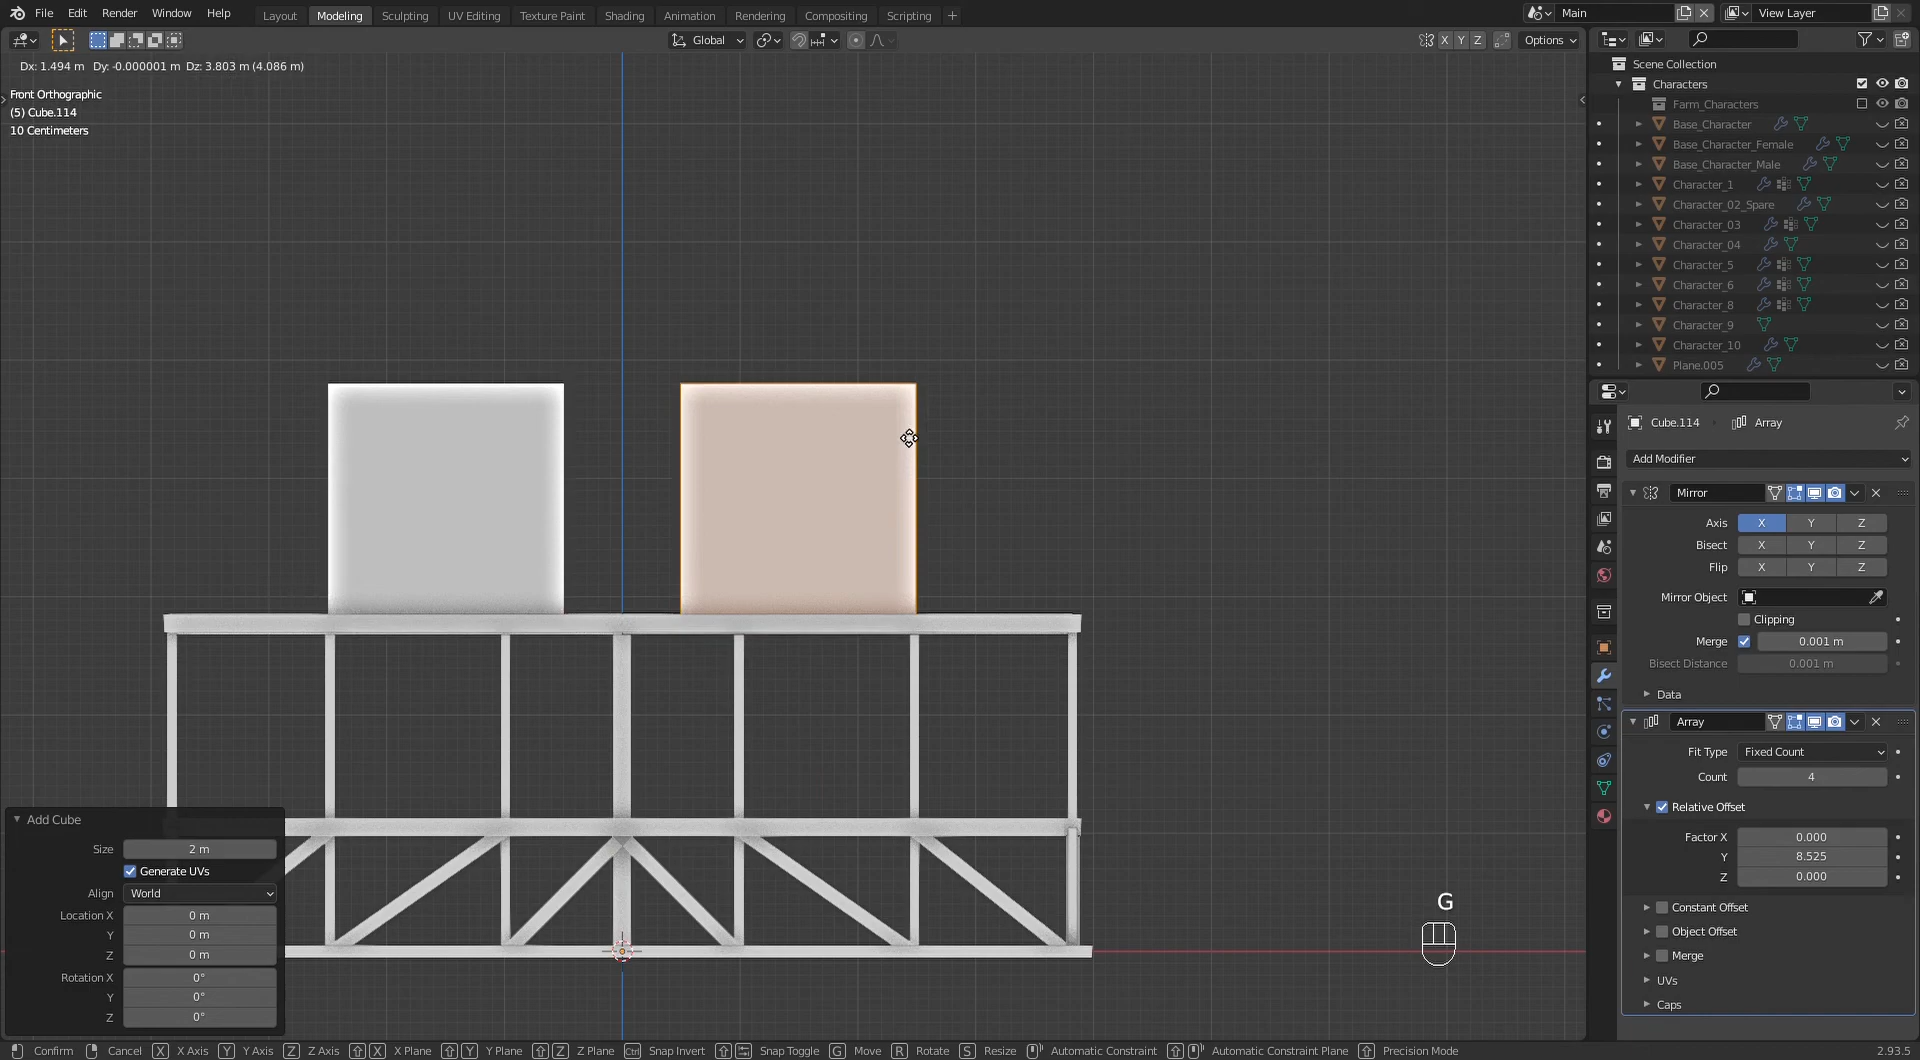 File Edit Render Window Help Layout Modeling Sculpting UV Editing Texture Paint Shading Animation Rendering Compositing Scripting + Main View Layer
Global X Y Z Options
Dx: 1.494 m Dy: -0.000001 m Dz: 3.803 m (4.086 m)
Front Orthographic
(5) Cube.114
10 Centimeters
Scene Collection
Characters
Farm_Characters
Base_Character
Base_Character_Female
Base_Character_Male
Character_1
Character_02_Spare
Character_03
Character_04
Character_5
Character_6
Character_8
Character_9
Character_10
Plane.005
Cube.114 Array
Add Modifier
Mirror
Axis X Y Z
Bisect X Y Z
Flip X Y Z
Mirror Object
Clipping
Merge 0.001 m
Bisect Distance 0.001 m
Data
Array
Fit Type Fixed Count
Count 4
Relative Offset
Factor X 0.000
Y 8.525
Z 0.000
Constant Offset
Object Offset
Merge
UVs
Caps
Add Cube
Size 2 m
Generate UVs
Align World
Location X 0 m
Y 0 m
Z 0 m
Rotation X 0°
Y 0°
Z 0°
G
Confirm Cancel X X Axis Y Y Axis Z Z Axis X X Plane Y Y Plane Z Z Plane Ctrl Snap Invert Snap Toggle G Move R Rotate S Resize Automatic Constraint Automatic Constraint Plane Precision Mode 2.93.5